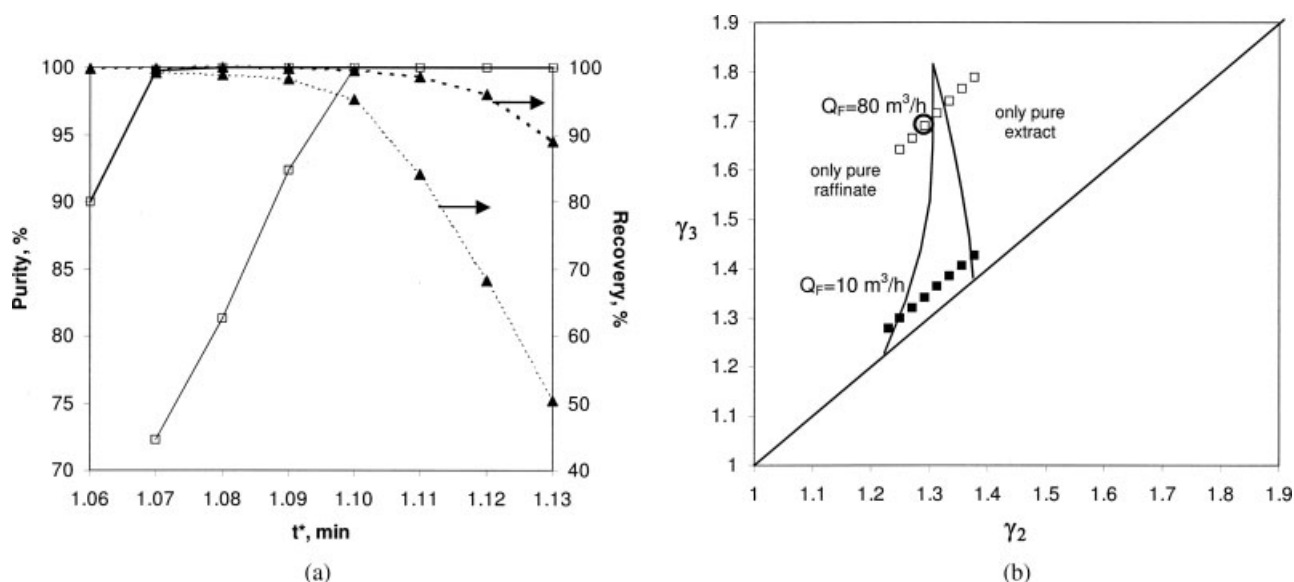 100
95
90
85
80
75
70
Purity, %
100
90
80
70
60
50
40
Recovery, %
1.06 1.07 1.08 1.09 1.10 1.11 1.12 1.13
t*, min
(a)
1.9
1.8
1.7
1.6
1.5
1.4
1.3
1.2
1.1
1
γ3
Q_F=80 m³/h
only pure
extract
only pure
raffinate
Q_F=10 m³/h
1 1.1 1.2 1.3 1.4 1.5 1.6 1.7 1.8 1.9
γ2
(b)